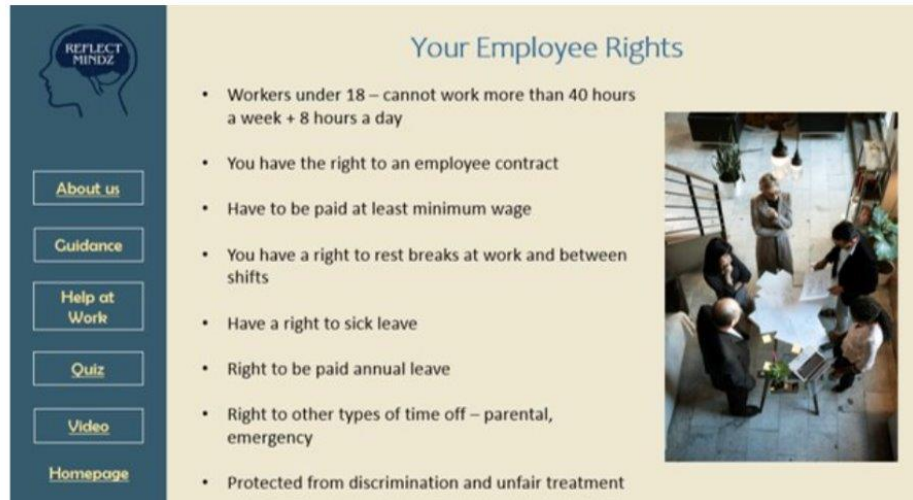 REFLECT
MINDZ
About us
Guidance
Help at
Work
Quiz
Video
Homepage
Your Employee Rights
• Workers under 18 – cannot work more than 40 hours
a week + 8 hours a day
• You have the right to an employee contract
• Have to be paid at least minimum wage
• You have a right to rest breaks at work and between
shifts
• Have a right to sick leave
• Right to be paid annual leave
• Right to other types of time off – parental,
emergency
• Protected from discrimination and unfair treatment